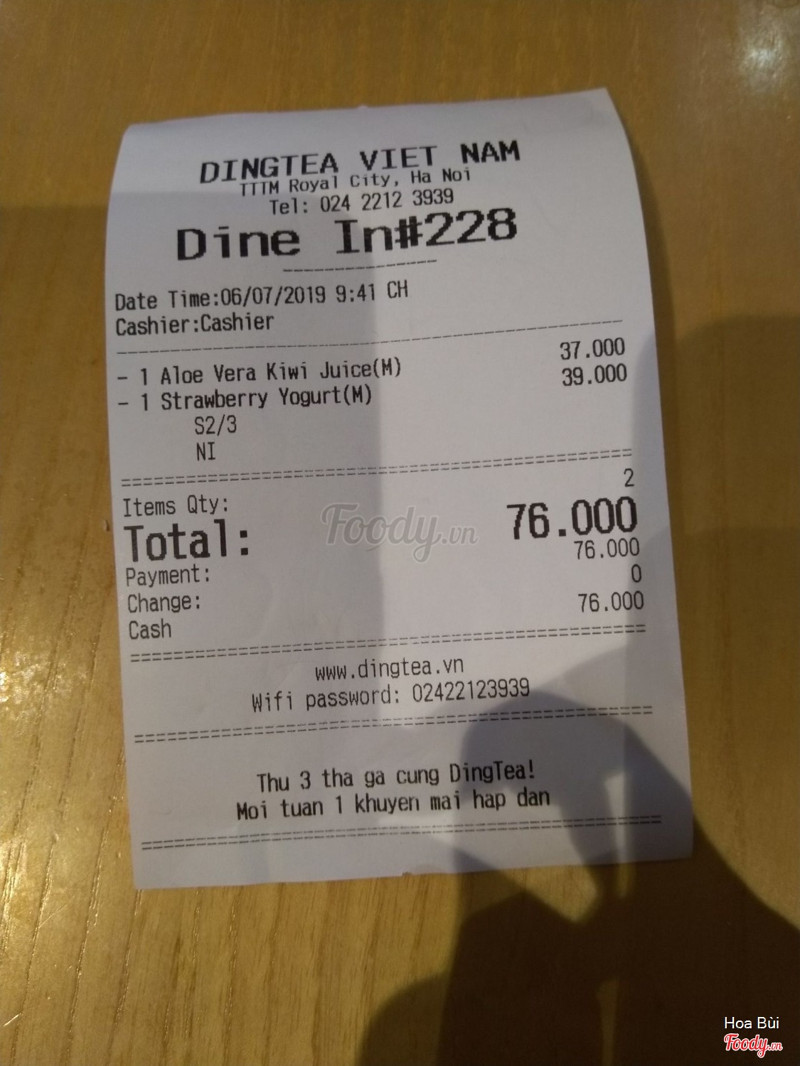 DINGTEA VIET NAM
TTTM Royal City, Ha Noi
Tel: 024 2212 3939
Dine In#228
Date Time:06/07/2019 9:41 CH
Cashier:Cashier
- 1 Aloe Vera Kiwi Juice(M) 37.000
- 1 Strawberry Yogurt(M) 39.000
S2/3
NI
Items Qty: 2
Total: 76.000
Payment: 76.000
Change: 0
Cash 76.000
www.dingtea.vn
Wifi password: 02422123939
Thu 3 tha ga cung DingTea!
Moi tuan 1 khuyen mai hap dan
Foody.vn
Hoa Bùi
Foody.vn